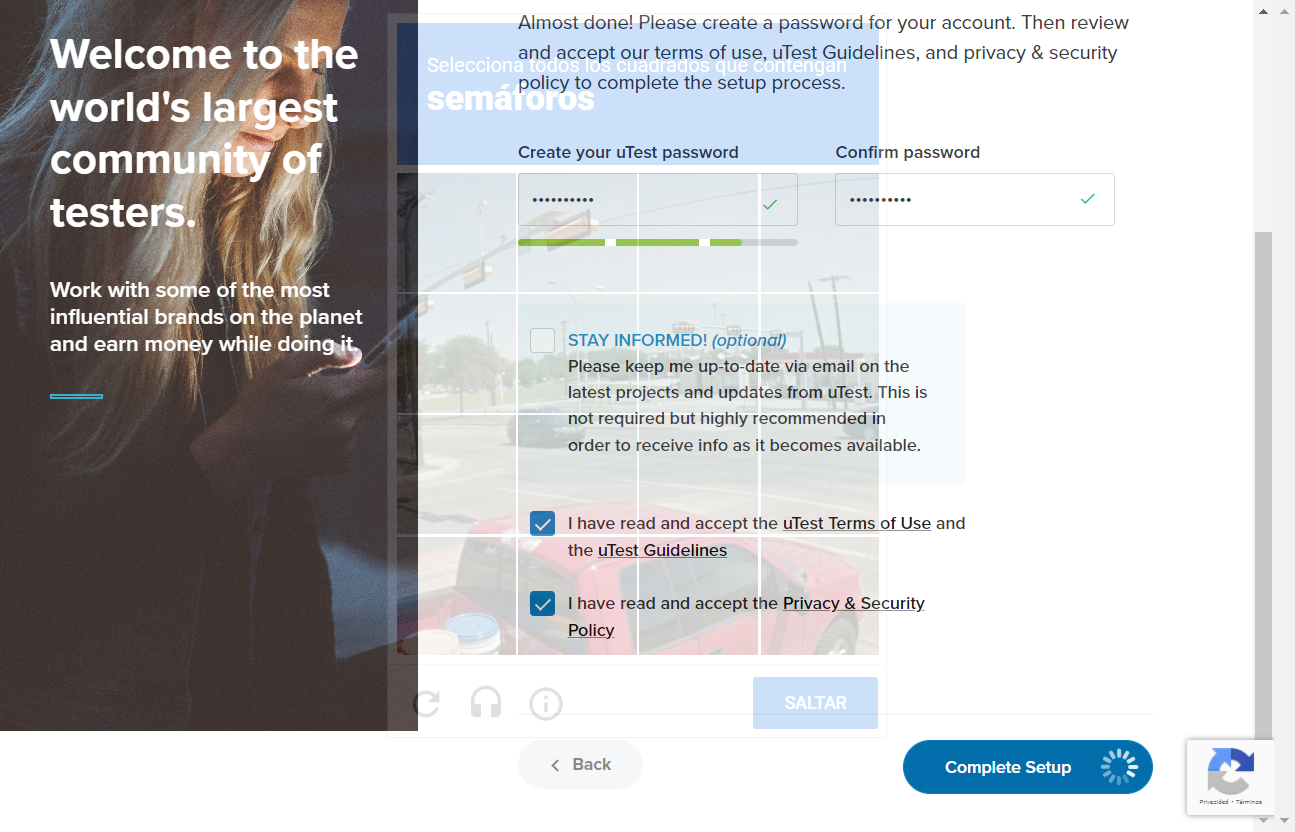 Welcome to the
world's largest
community of
testers.
Work with some of the most
influential brands on the planet
and earn money while doing it.
Almost done! Please create a password for your account. Then review
and accept our terms of use, uTest Guidelines, and privacy & security
policy to complete the setup process.
Selecciona todos los cuadrados que contengan
semáforos
Create your uTest password
Confirm password
••••••••••
••••••••••
STAY INFORMED! (optional)
Please keep me up-to-date via email on the
latest projects and updates from uTest. This is
not required but highly recommended in
order to receive info as it becomes available.
I have read and accept the uTest Terms of Use and
the uTest Guidelines
I have read and accept the Privacy & Security
Policy
SALTAR
Back
Complete Setup
Privacidad - Términos